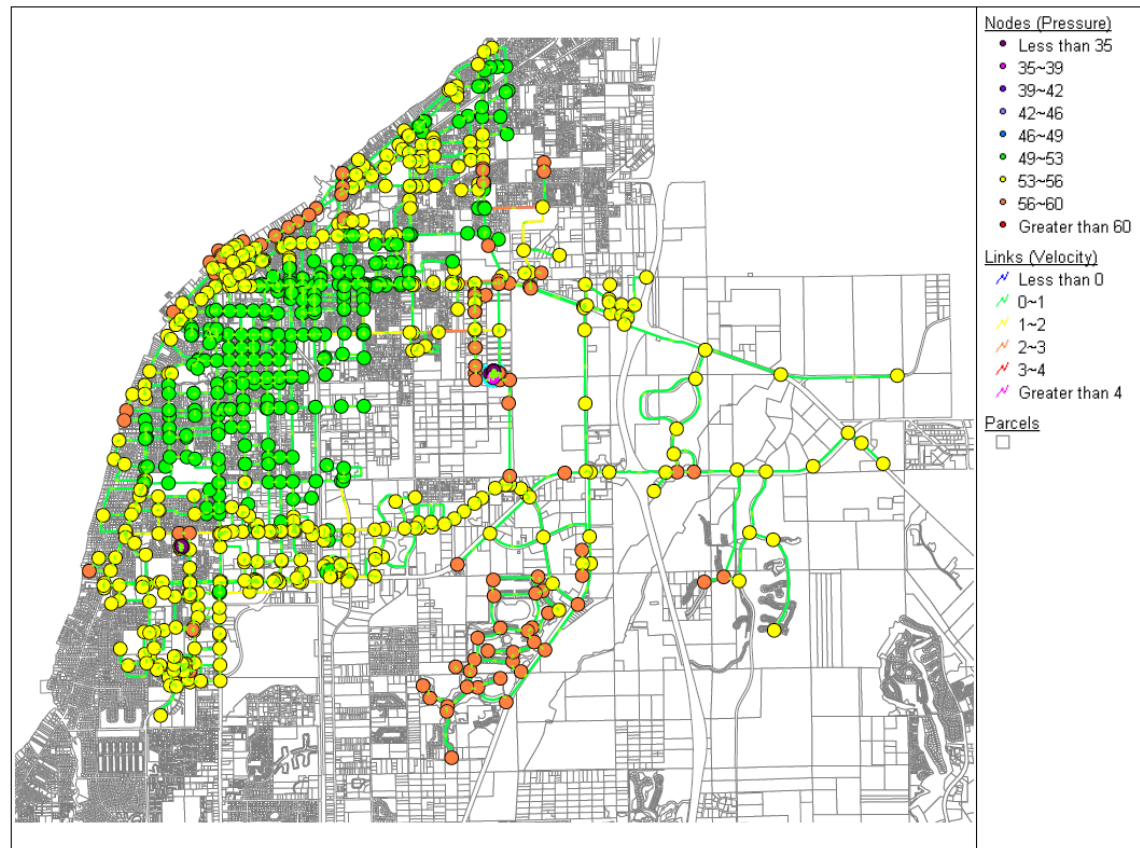 Nodes (Pressure)
Less than 35
35~39
39~42
42~46
46~49
49~53
53~56
56~60
Greater than 60
Links (Velocity)
Less than 0
0~1
1~2
2~3
3~4
Greater than 4
Parcels